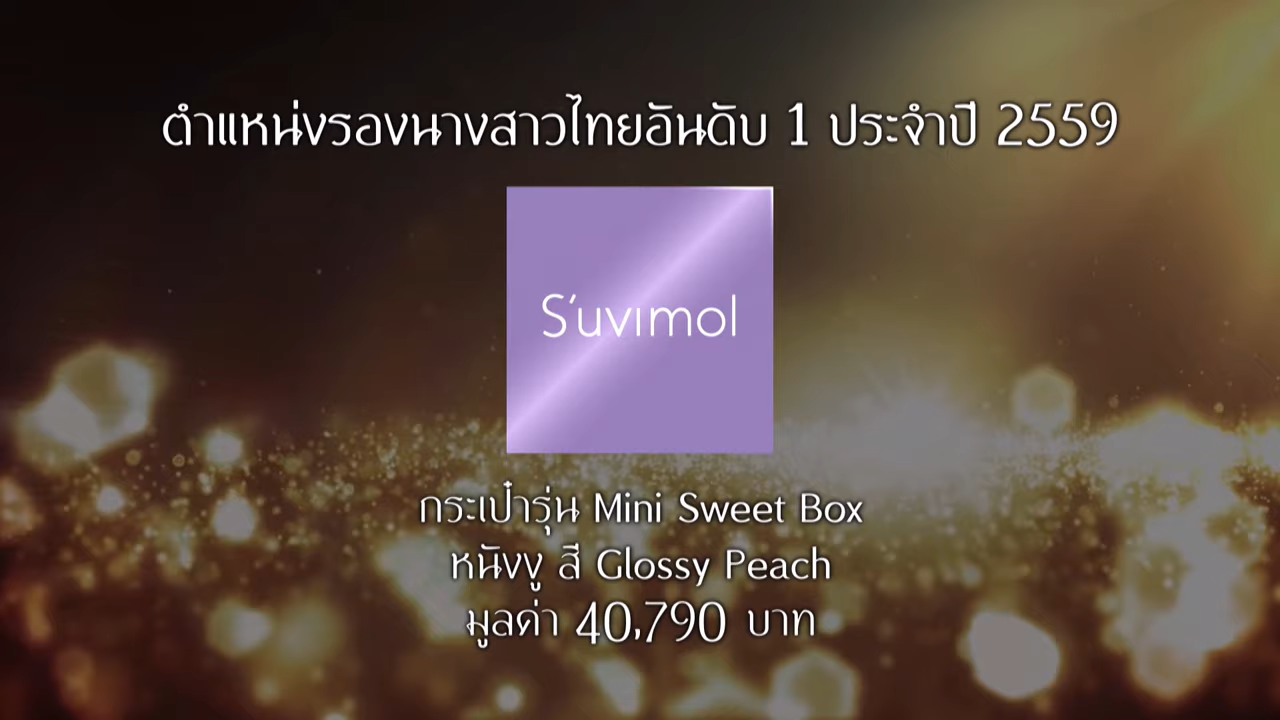 ตำแหน่งรองนางสาวไทยอันดับ 1 ประจำปี 2559
S'uvimol
กระเป๋ารุ่น Mini Sweet Box
หนังงู สี Glossy Peach
มูลค่า 40,790 บาท